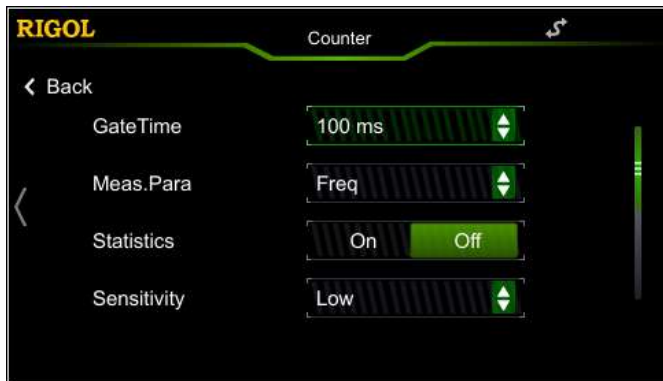 RIGOL
Counter
Back
GateTime 100 ms
Meas.Para Freq
Statistics On Off
Sensitivity Low